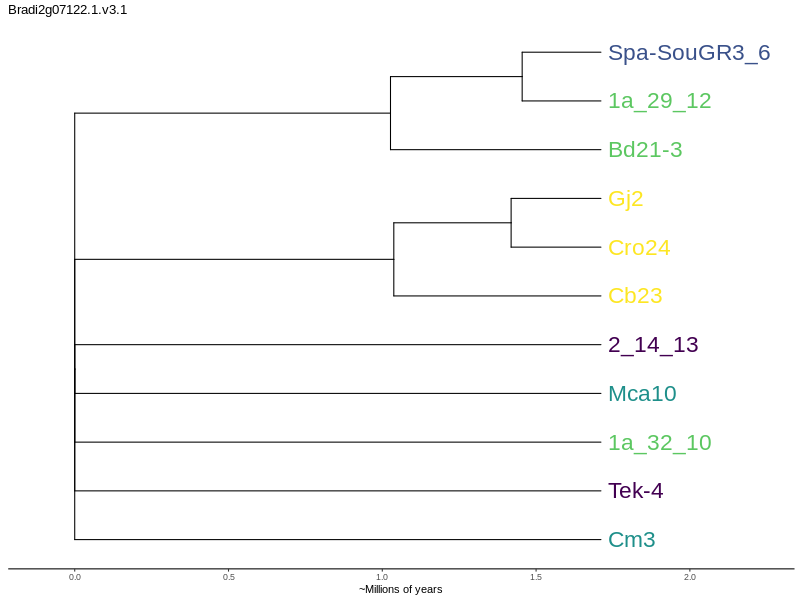 Bradi2g07122.1.v3.1
Spa-SouGR3_6
1a_29_12
Bd21-3
Gj2
Cro24
Cb23
2_14_13
Mca10
1a_32_10
Tek-4
Cm3
0.0 0.5 1.0 1.5 2.0
~Millions of years